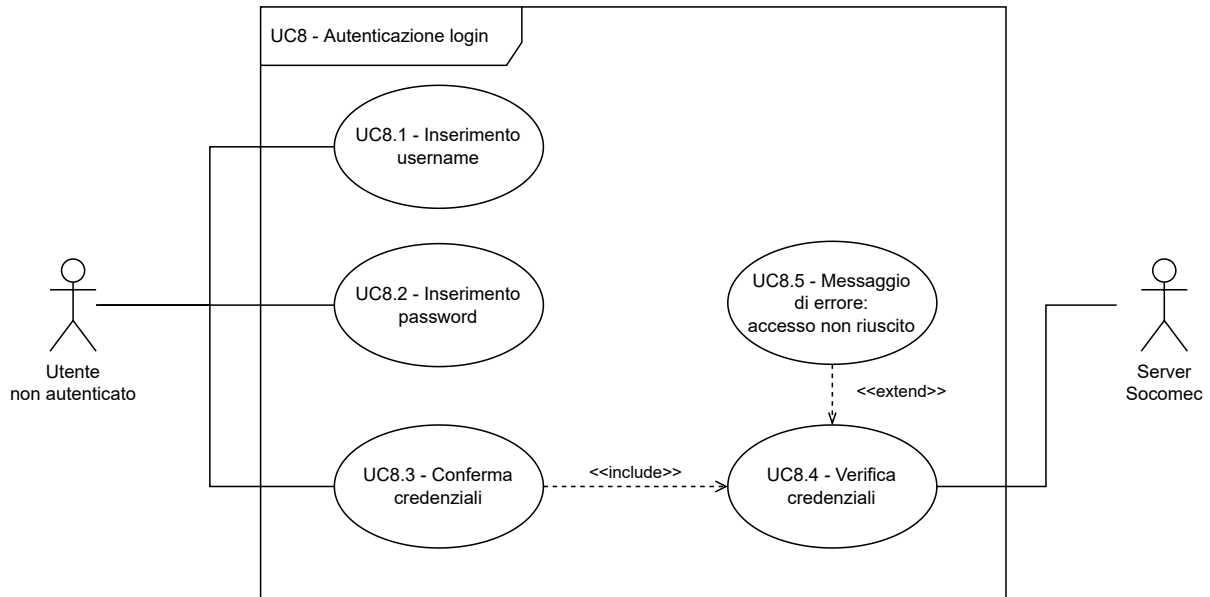 UC8 - Autenticazione login
UC8.1 - Inserimento
username
UC8.2 - Inserimento
password
UC8.5 - Messaggio
di errore:
accesso non riuscito
Utente
non autenticato
Server
Socomec
<<extend>>
UC8.3 - Conferma
credenziali
<<include>>
UC8.4 - Verifica
credenziali